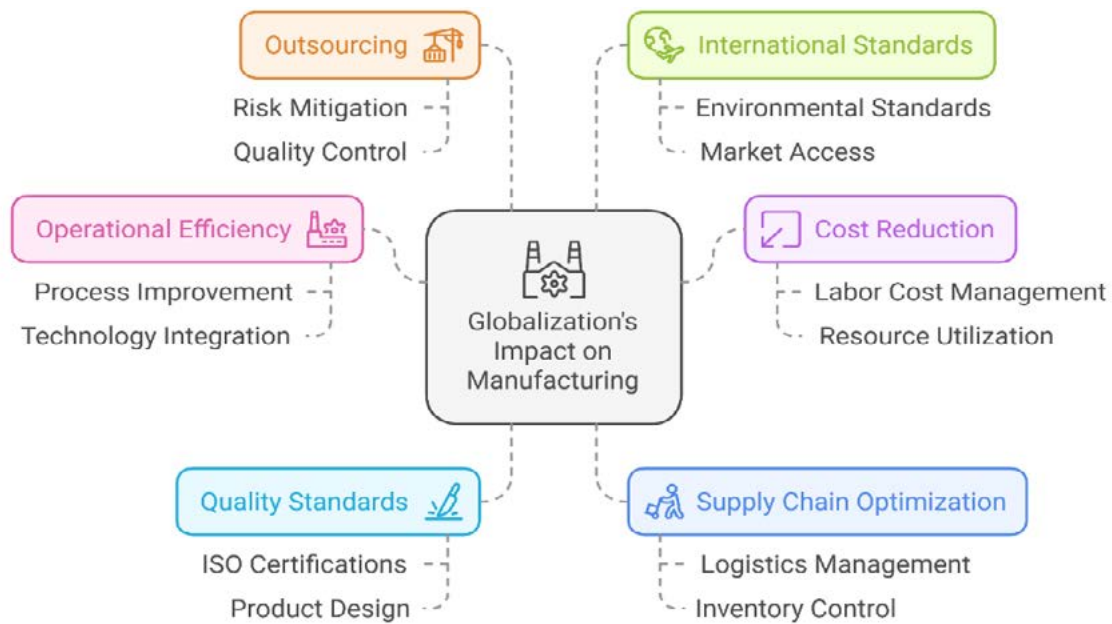 Outsourcing
Risk Mitigation
Quality Control
International Standards
Environmental Standards
Market Access
Operational Efficiency
Process Improvement
Technology Integration
Globalization's
Impact on
Manufacturing
Cost Reduction
Labor Cost Management
Resource Utilization
Quality Standards
ISO Certifications
Product Design
Supply Chain Optimization
Logistics Management
Inventory Control